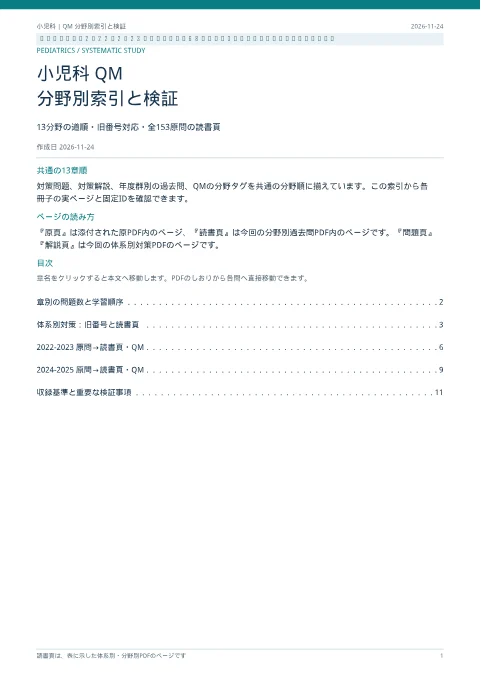 小児科 | QM 分野別索引と検証
2026-11-24
PEDIATRICS / SYSTEMATIC STUDY
小児科 QM
分野別索引と検証
13分野の道順・旧番号対応・全153原問の読書頁
作成日 2026-11-24
共通の13章順
対策問題、対策解説、年度群別の過去問、QMの分野タグを共通の分野順に揃えています。この索引から各
冊子の実ページと固定IDを確認できます。
ページの読み方
『原頁』は添付された原PDF内のページ、『読書頁』は今回の分野別過去問PDF内のページです。『問題頁』
『解説頁』は今回の体系別対策PDFのページです。
目次
章名をクリックすると本文へ移動します。PDFのしおりから各問へ直接移動できます。
章別の問題数と学習順序 2
体系別対策：旧番号と読書頁 3
2022-2023 原問→読書頁・QM 6
2024-2025 原問→読書頁・QM 9
収録基準と重要な検証事項 11
読書頁は、表に示した体系別・分野別PDFのページです
1